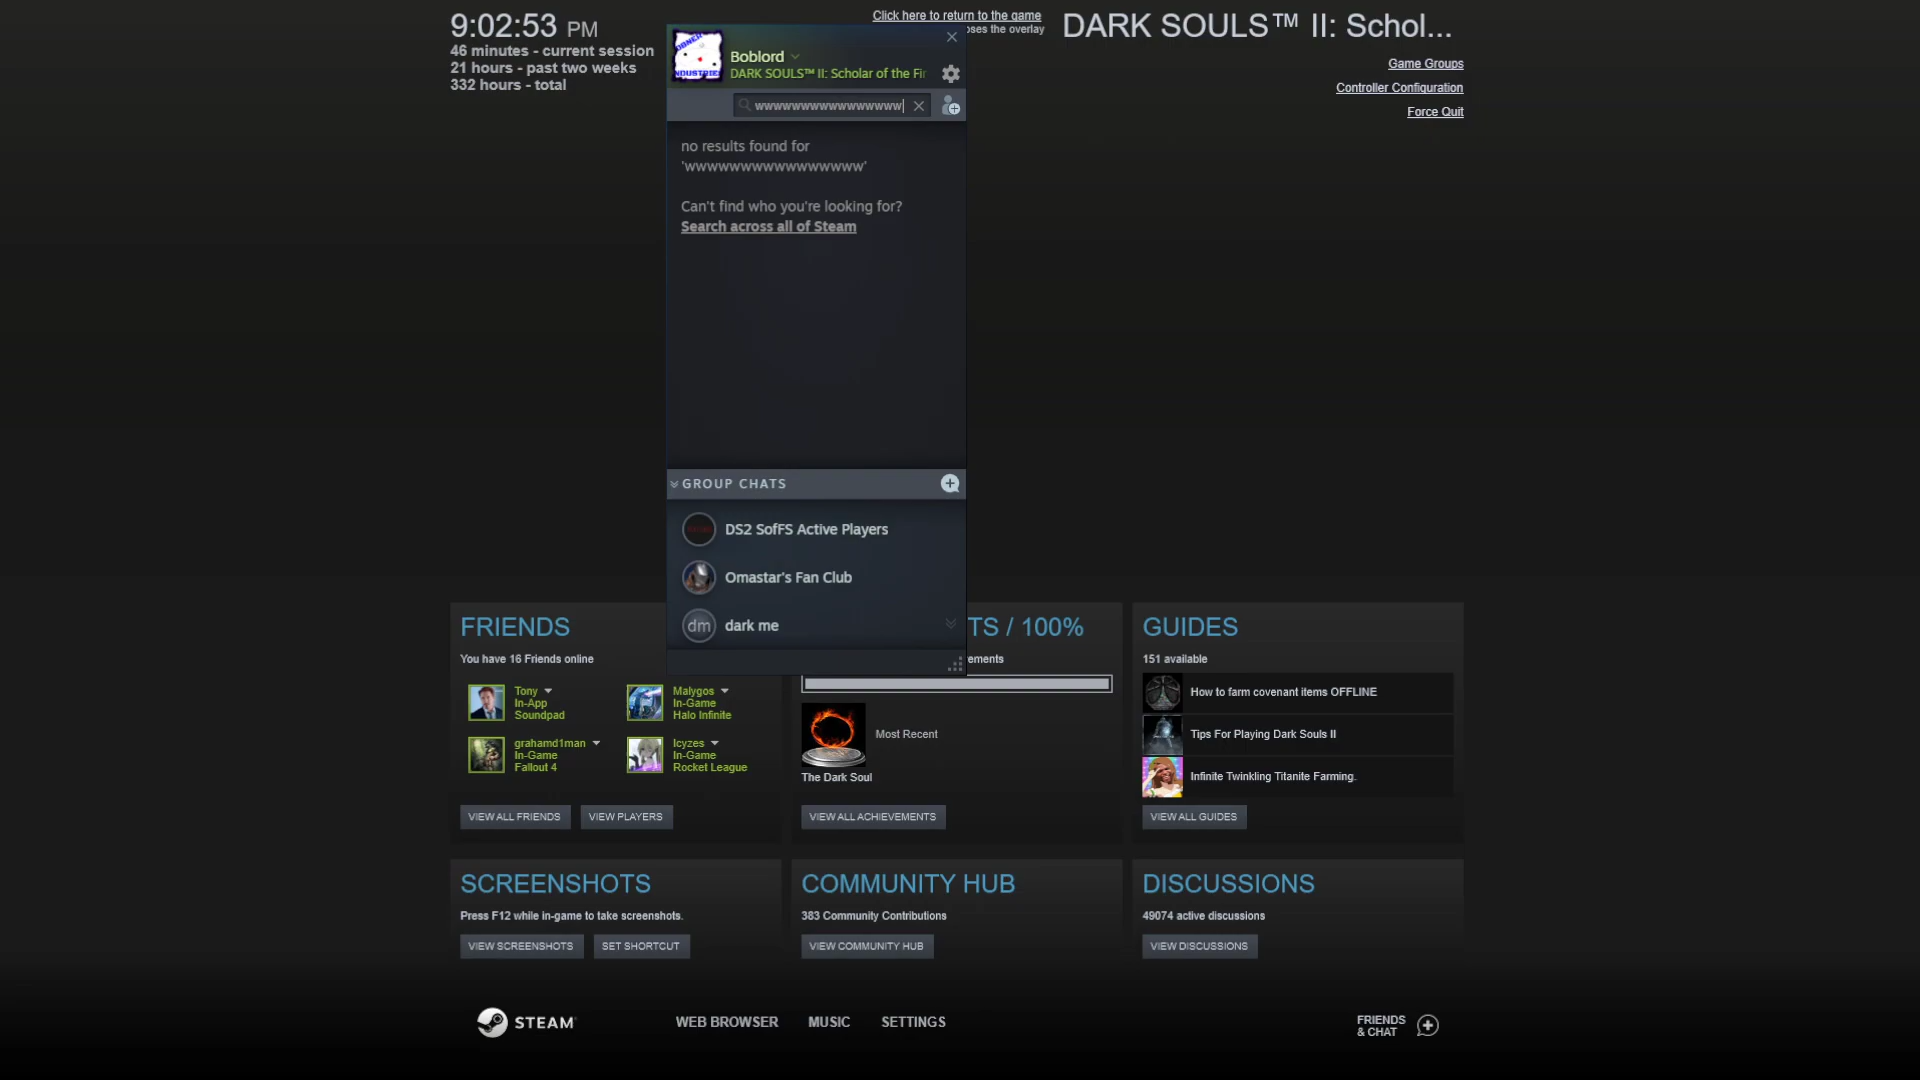 9:02:53 PM
46 minutes - current session
21 hours - past two weeks
332 hours - total
Click here to return to the game
oses the overlay
DARK SOULS™ II: Schol...
Game Groups
Controller Configuration
Force Quit
DONER
NDUSTRIES
Boblord
DARK SOULS™ II: Scholar of the Fir
wwwwwwwwwwwwwwww
no results found for
'wwwwwwwwwwwwwwww'
Can't find who you're looking for?
Search across all of Steam
GROUP CHATS
DS2 SofFS Active Players
Omastar's Fan Club
dm dark me
FRIENDS
You have 16 Friends online
Tony
In-App
Soundpad
Malygos
In-Game
Halo Infinite
grahamd1man
In-Game
Fallout 4
Icyzes
In-Game
Rocket League
VIEW ALL FRIENDS
VIEW PLAYERS
TS / 100%
ements
Most Recent
The Dark Soul
VIEW ALL ACHIEVEMENTS
GUIDES
151 available
How to farm covenant items OFFLINE
Tips For Playing Dark Souls II
Infinite Twinkling Titanite Farming.
VIEW ALL GUIDES
SCREENSHOTS
Press F12 while in-game to take screenshots.
VIEW SCREENSHOTS
SET SHORTCUT
COMMUNITY HUB
383 Community Contributions
VIEW COMMUNITY HUB
DISCUSSIONS
49074 active discussions
VIEW DISCUSSIONS
STEAM
WEB BROWSER
MUSIC
SETTINGS
FRIENDS
& CHAT